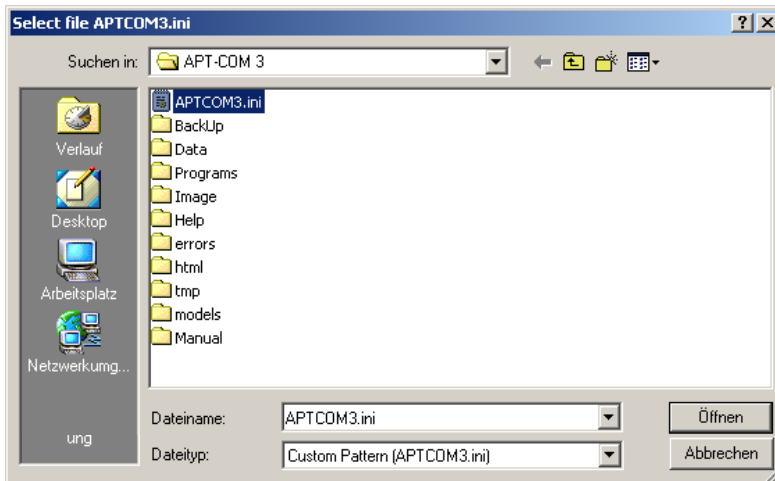 Select file APTCOM3.ini
Suchen in: APT-COM 3
APTCOM3.ini
BackUp
Data
Programs
Image
Help
errors
html
tmp
models
Manual
Verlauf
Desktop
Arbeitsplatz
Netzwerkumg...
ung
Dateiname: APTCOM3.ini Öffnen
Dateityp: Custom Pattern (APTCOM3.ini) Abbrechen